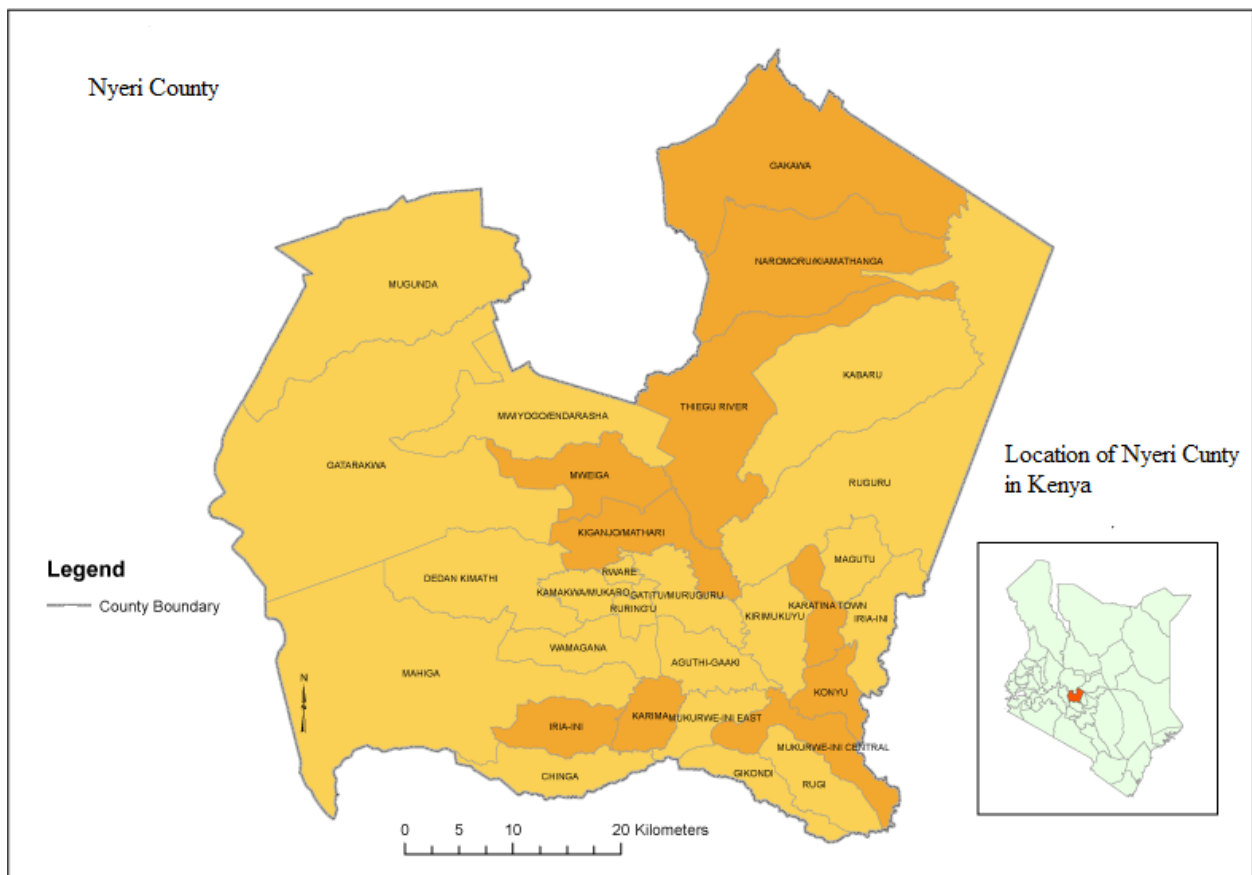 Nyeri County
GAKAWA
NAROMORU/KIAMATHANGA
MUGUNDA
KABARU
THIEGU RIVER
MWIYOGO/ENDARASHA
GATARAKWA
MWEIGA
RUGURU
Location of Nyeri Cunty
in Kenya
KIGANJO/MATHARI
MAGUTU
Legend
County Boundary
DEDAN KIMATHI
RWARE
KAMAKWA/MUKARO
GATITU/MURUGURU
RURING'U
KIRIMUKUYU
KARATINA TOWN
IRIA-INI
WAMAGANA
AGUTHI-GAAKI
MAHIGA
N
KONYU
IRIA-INI
KARIMA
MUKURWE-INI EAST
MUKURWE-INI CENTRAL
CHINGA
GIKONDI
RUGI
0 5 10 20 Kilometers